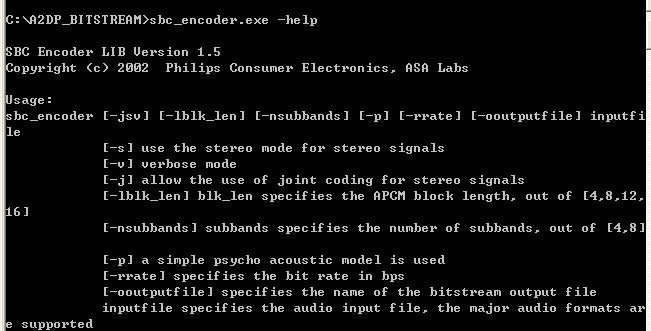 C:\A2DP_BITSTREAM>sbc_encoder.exe -help
SBC Encoder LIB Version 1.5
Copyright (c) 2002  Philips Consumer Electronics, ASA Labs
Usage:
sbc_encoder [-jsv] [-lblk_len] [-nsubbands] [-p] [-rrate] [-ooutputfile] inputfi
le
[-s] use the stereo mode for stereo signals
[-v] verbose mode
[-j] allow the use of joint coding for stereo signals
[-lblk_len] blk_len specifies the APCM block length, out of [4,8,12,
16]
[-nsubbands] subbands specifies the number of subbands, out of [4,8]
[-p] a simple psycho acoustic model is used
[-rrate] specifies the bit rate in bps
[-ooutputfile] specifies the name of the bitstream output file
inputfile specifies the audio input file, the major audio formats ar
e supported